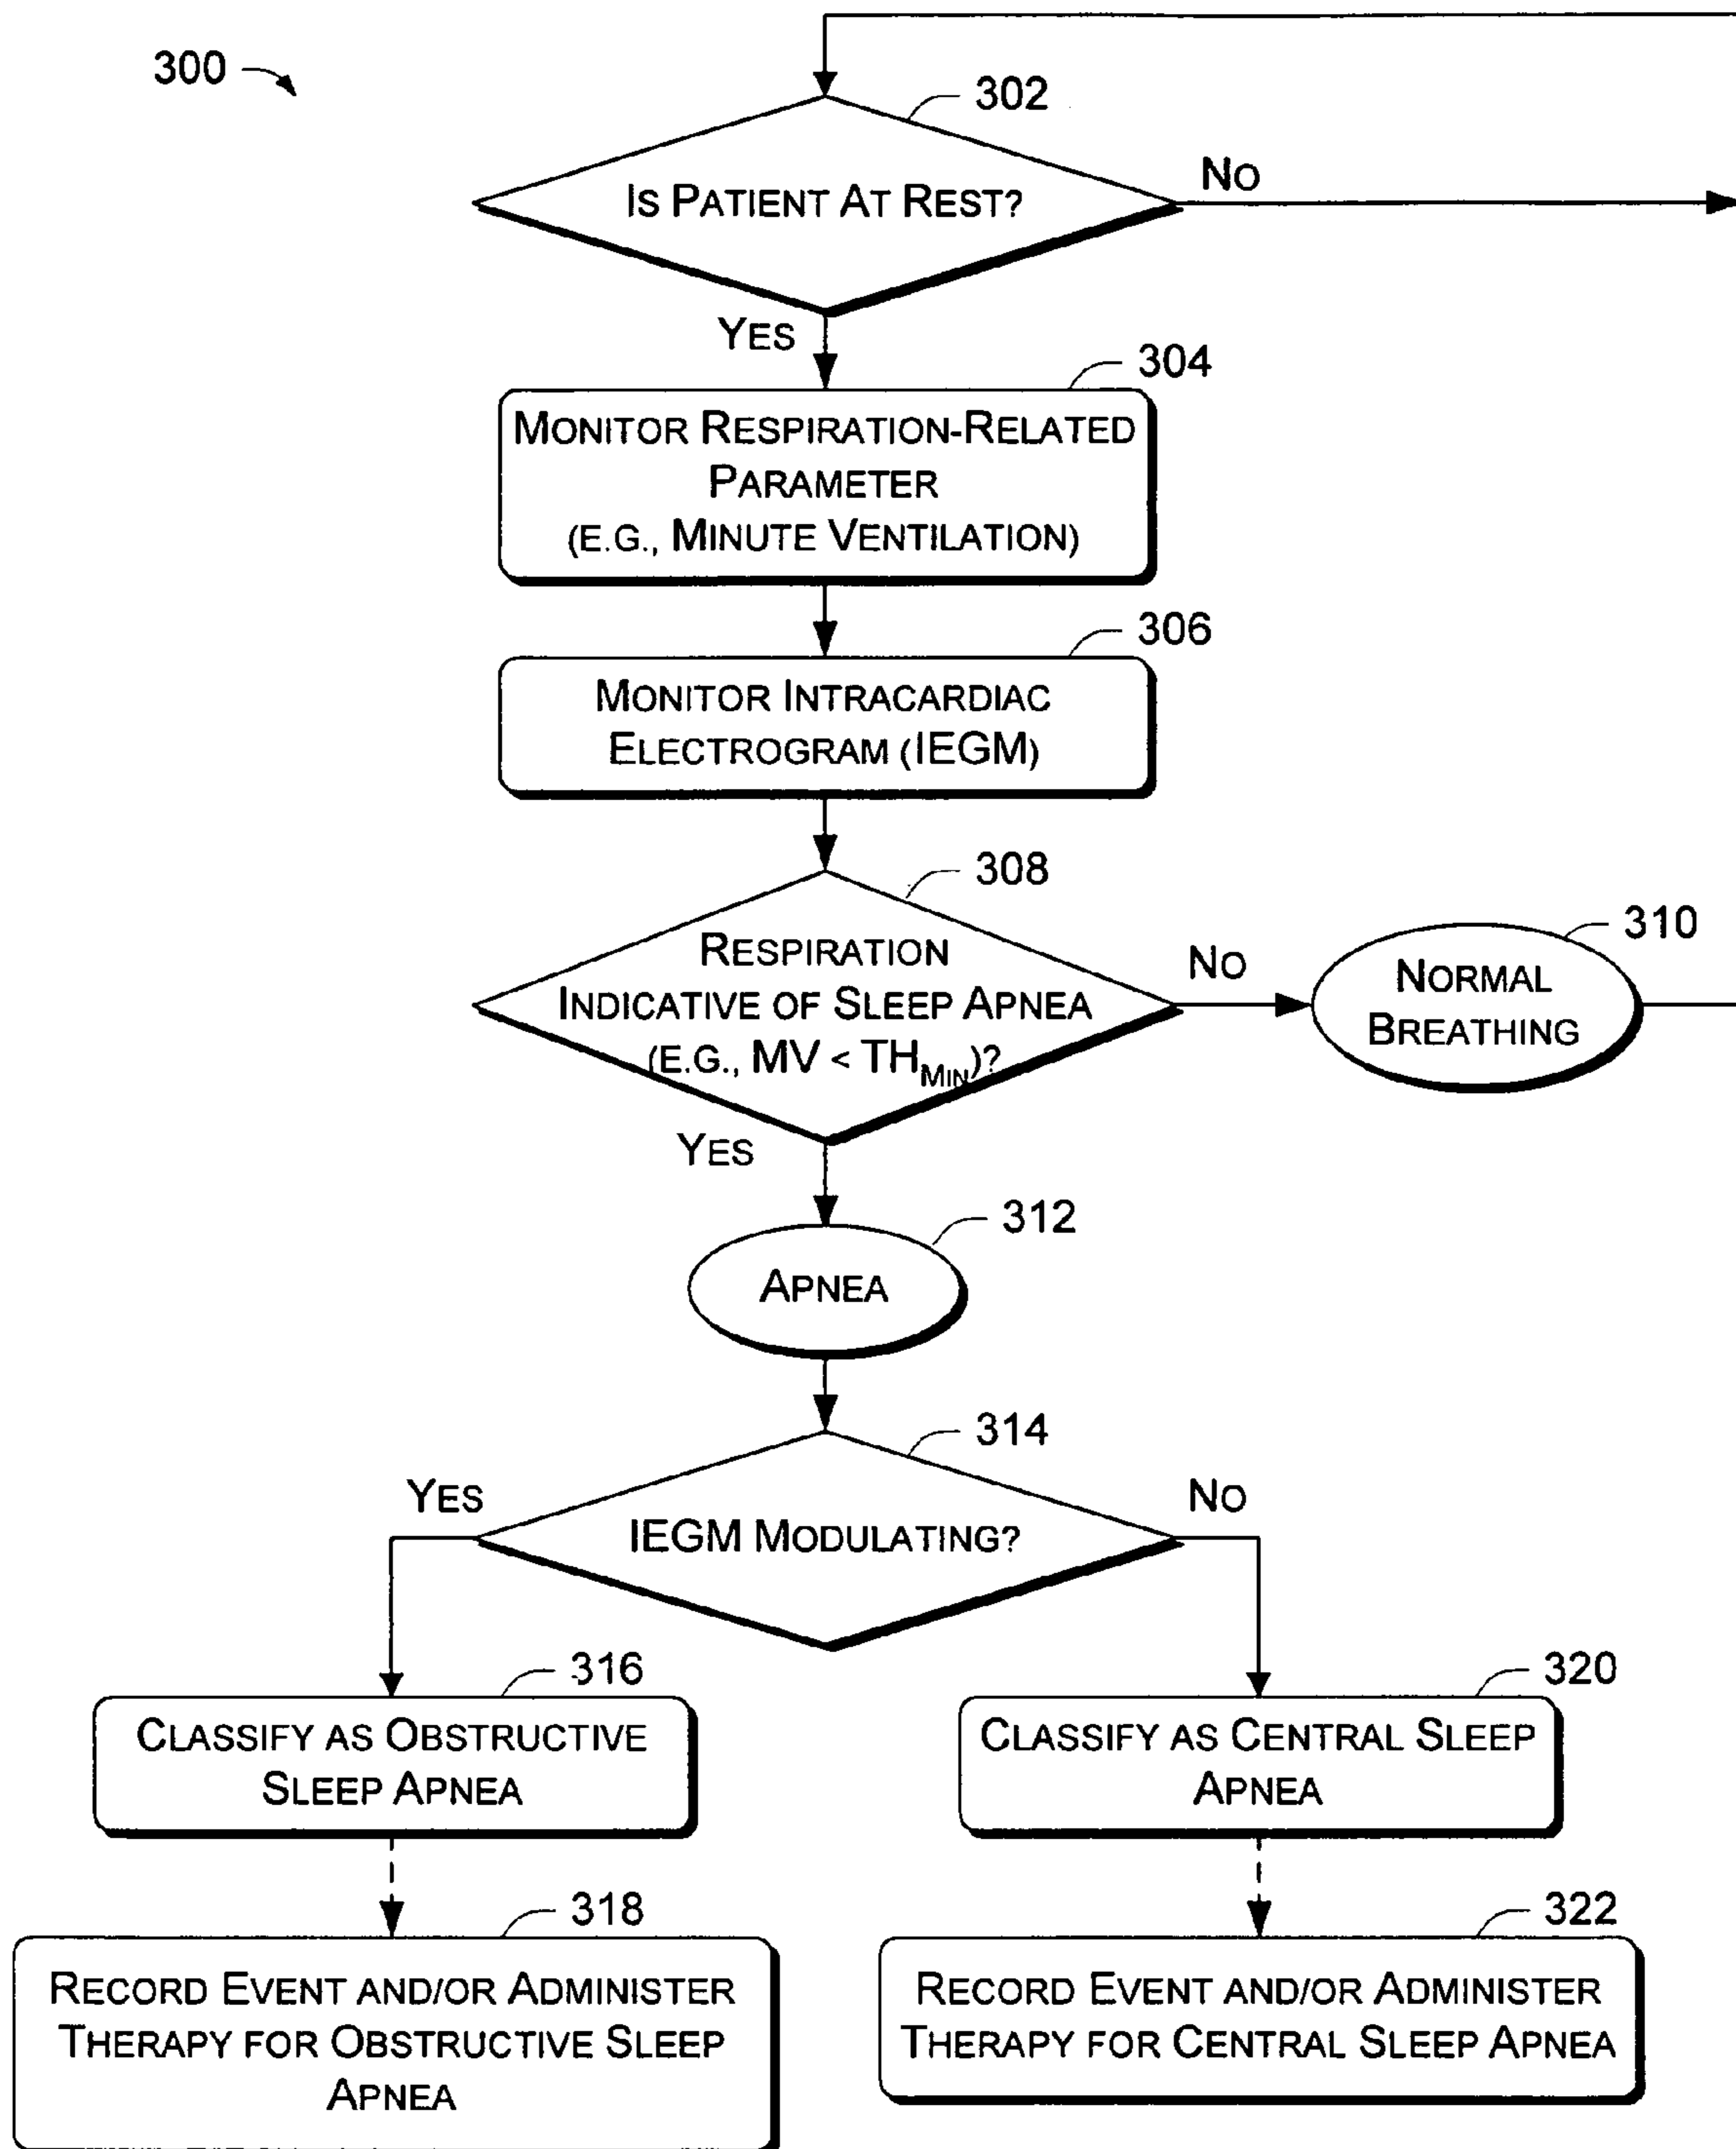 300
302
IS PATIENT AT REST?
NO
YES
304
MONITOR RESPIRATION-RELATED
PARAMETER
(E.G., MINUTE VENTILATION)
306
MONITOR INTRACARDIAC
ELECTROGRAM (IEGM)
308
RESPIRATION
INDICATIVE OF SLEEP APNEA
(E.G., MV < TH_MIN)?
NO
310
NORMAL
BREATHING
YES
312
APNEA
314
YES
NO
IEGM MODULATING?
316
CLASSIFY AS OBSTRUCTIVE
SLEEP APNEA
320
CLASSIFY AS CENTRAL SLEEP
APNEA
318
RECORD EVENT AND/OR ADMINISTER
THERAPY FOR OBSTRUCTIVE SLEEP
APNEA
322
RECORD EVENT AND/OR ADMINISTER
THERAPY FOR CENTRAL SLEEP APNEA